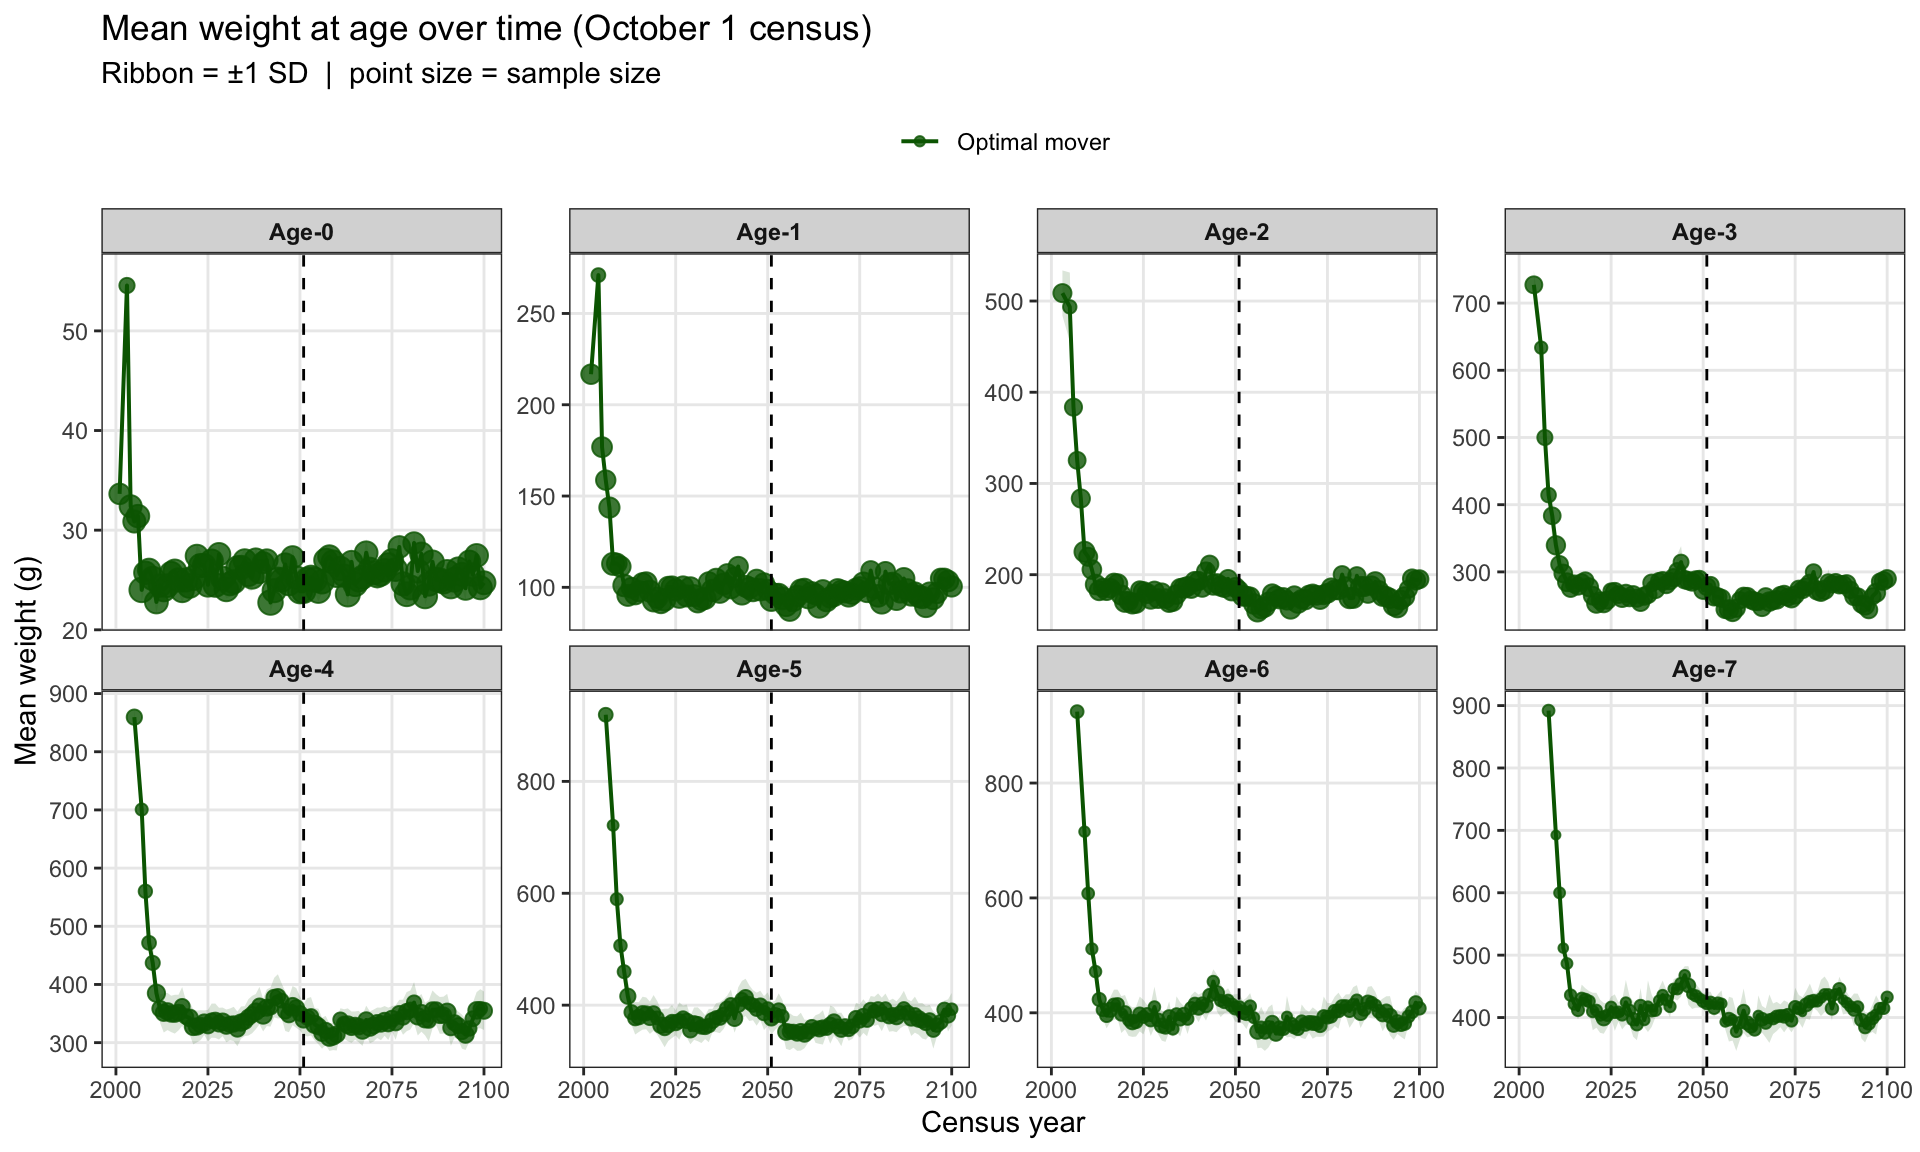 Mean weight at age over time (October 1 census)
Ribbon = ±1 SD | point size = sample size
Optimal mover
Age-0
Age-1
Age-2
Age-3
50
40
30
20
250
200
150
100
500
400
300
200
700
600
500
400
300
Mean weight (g)
Age-4
Age-5
Age-6
Age-7
900
800
700
600
500
400
300
800
600
400
800
600
400
900
800
700
600
500
400
2000 2025 2050 2075 2100
2000 2025 2050 2075 2100
2000 2025 2050 2075 2100
2000 2025 2050 2075 2100
Census year